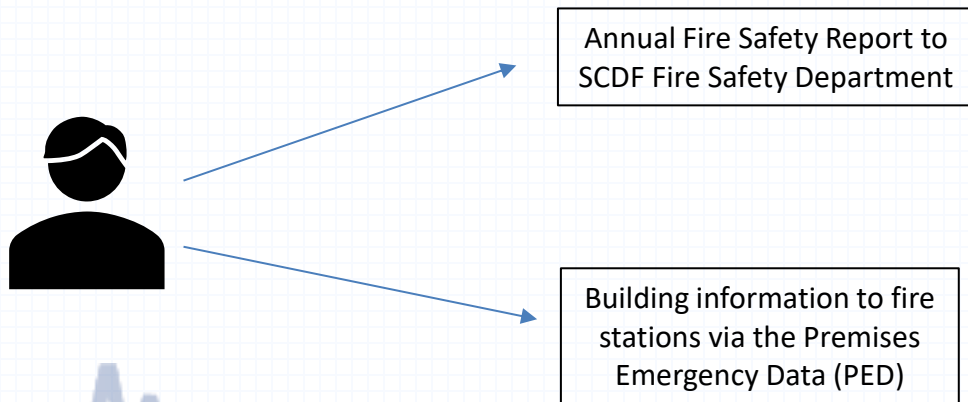 Annual Fire Safety Report to
SCDF Fire Safety Department
Building information to fire
stations via the Premises
Emergency Data (PED)